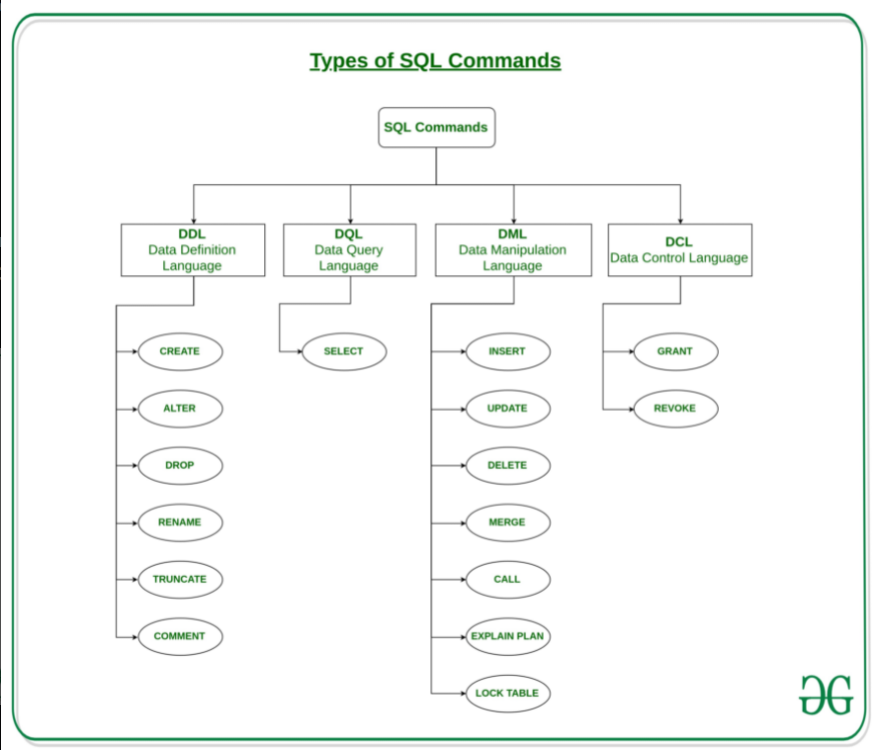 Types of SQL Commands
SQL Commands
DDL
Data Definition
Language
DQL
Data Query
Language
DML
Data Manipulation
Language
DCL
Data Control Language
CREATE
ALTER
DROP
RENAME
TRUNCATE
COMMENT
SELECT
INSERT
UPDATE
DELETE
MERGE
CALL
EXPLAIN PLAN
LOCK TABLE
GRANT
REVOKE